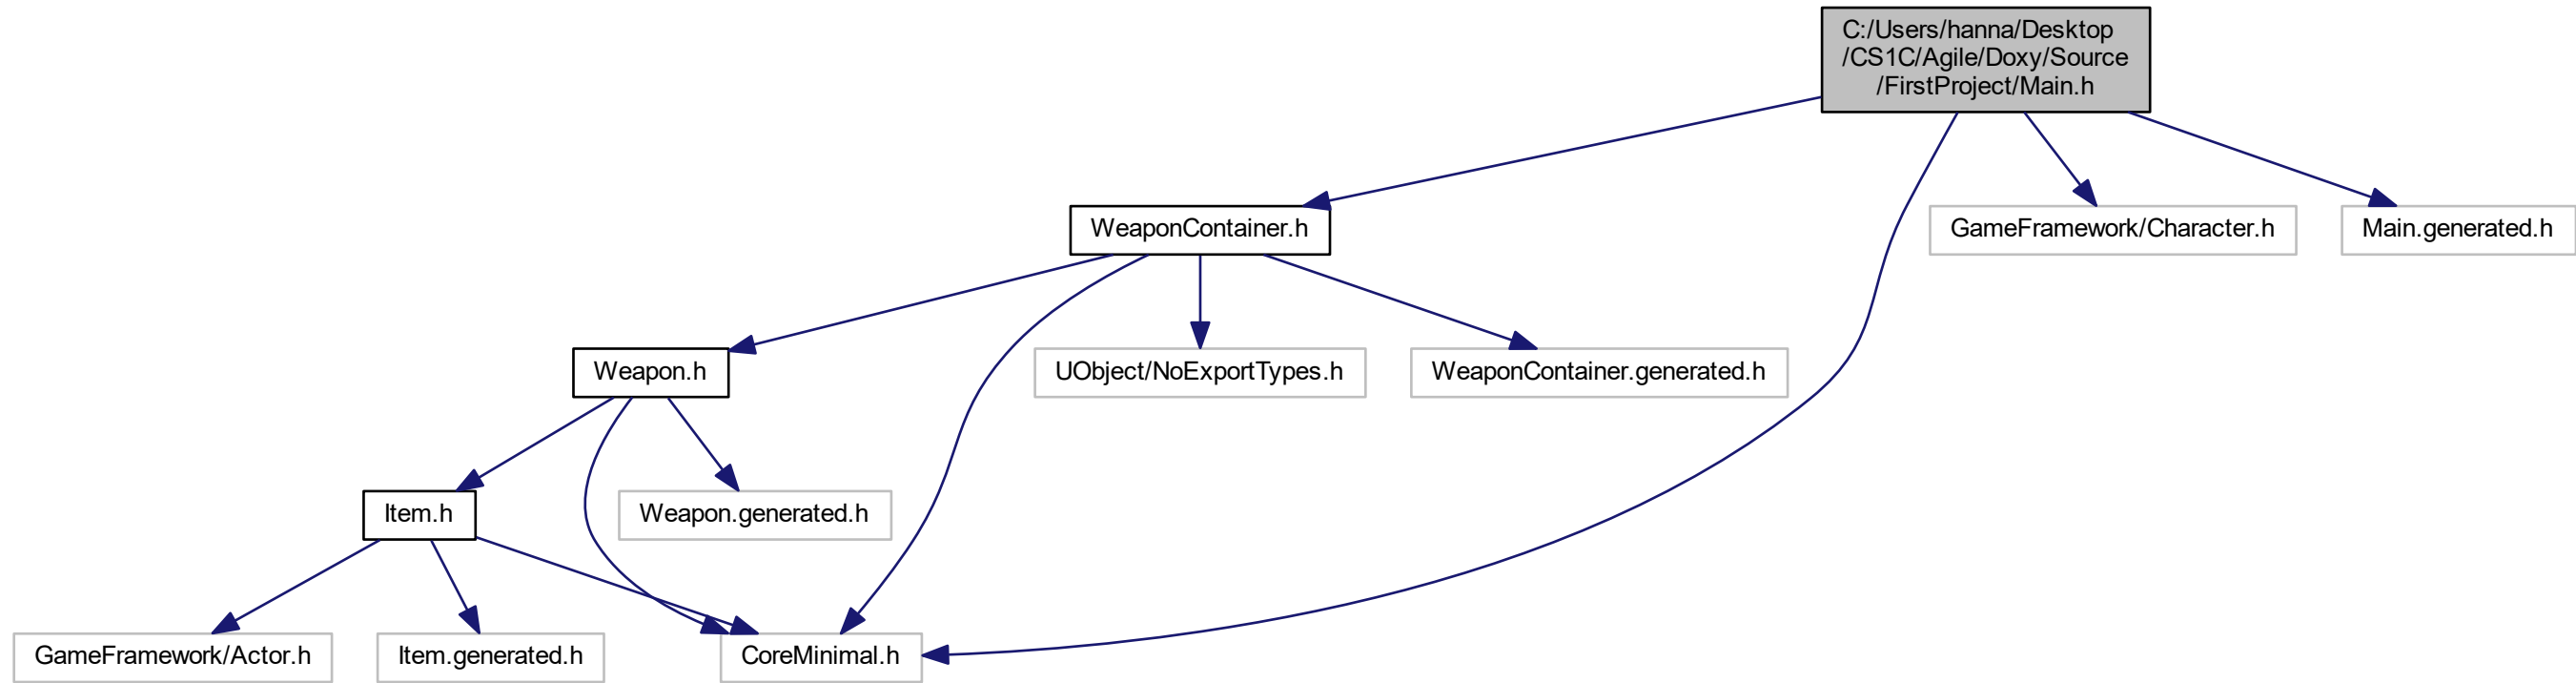 C:/Users/hanna/Desktop
/CS1C/Agile/Doxy/Source
/FirstProject/Main.h
WeaponContainer.h
GameFramework/Character.h
Main.generated.h
Weapon.h
UObject/NoExportTypes.h
WeaponContainer.generated.h
Item.h
Weapon.generated.h
GameFramework/Actor.h
Item.generated.h
CoreMinimal.h